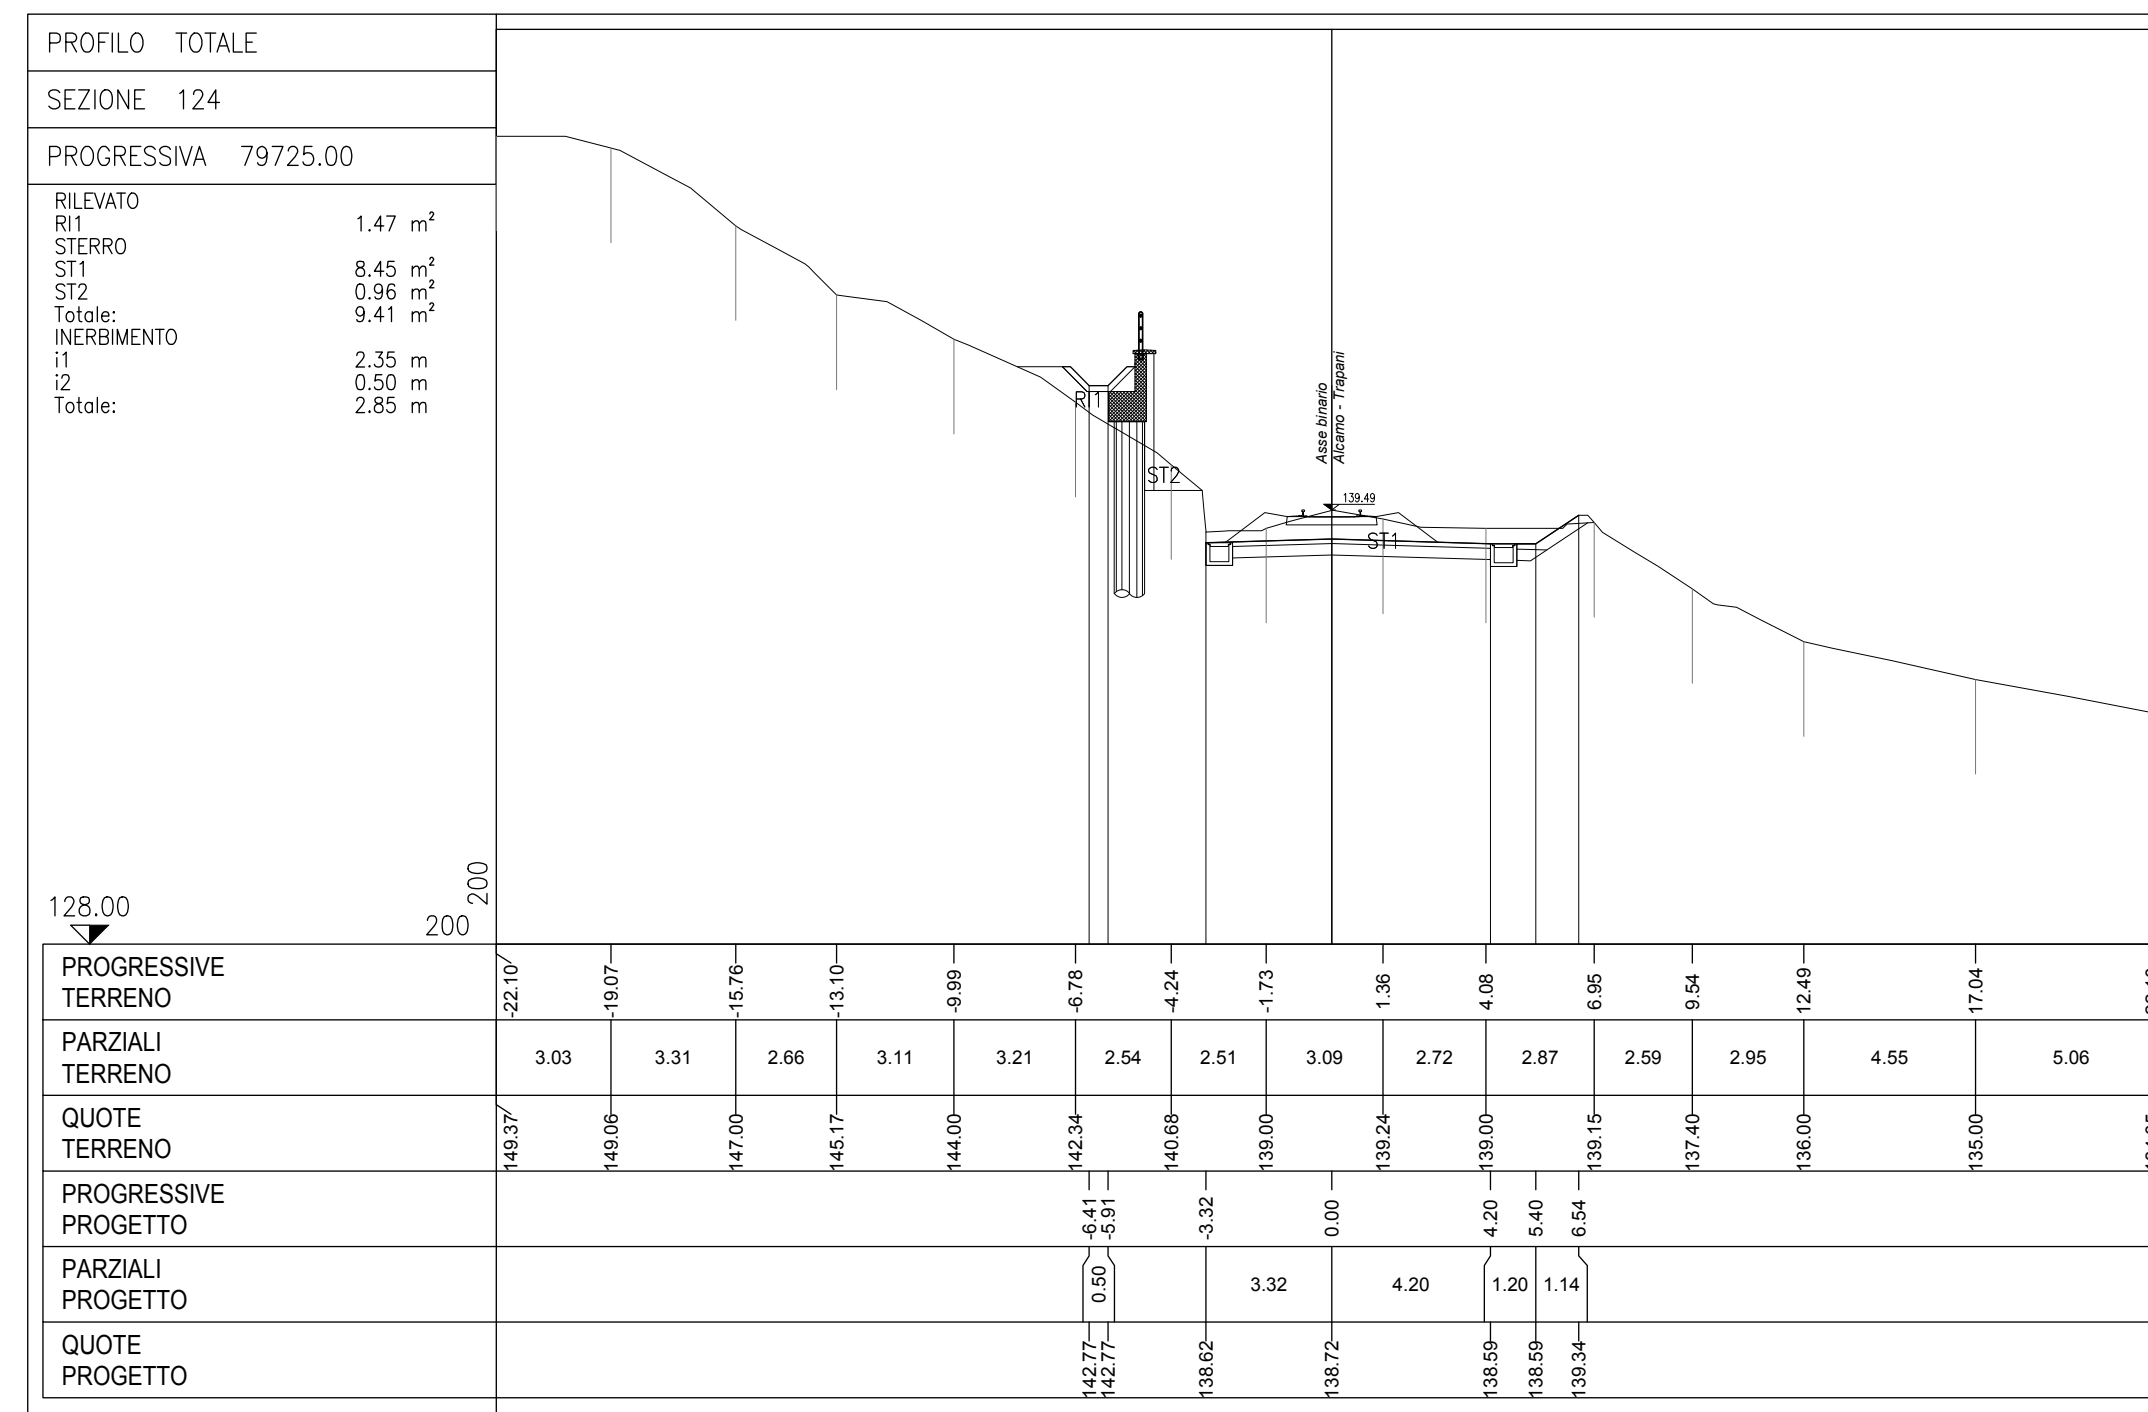 PROFILO TOTALE
SEZIONE 124
PROGRESSIVA 79725.00
RILEVATO
RI1 1.47 m²
STERRO
ST1 8.45 m²
ST2 0.96 m²
Totale: 9.41 m²
INERBIMENTO
i1 2.35 m
i2 0.50 m
Totale: 2.85 m
RI1
ST2
Asse binario
Alcamo - Trapani
139.49
ST1
200
128.00
200
PROGRESSIVE
TERRENO
-22.10 -19.07 -15.76 -13.10 -9.99 -6.78 -4.24 -1.73 1.36 4.08 6.95 9.54 12.49 17.04
PARZIALI
TERRENO
3.03 3.31 2.66 3.11 3.21 2.54 2.51 3.09 2.72 2.87 2.59 2.95 4.55 5.06
QUOTE
TERRENO
149.37 149.06 147.00 145.17 144.00 142.34 140.68 139.00 139.24 139.00 139.15 137.40 136.00 135.00
PROGRESSIVE
PROGETTO
-6.41 -5.91 -3.32 0.00 4.20 5.40 6.54
PARZIALI
PROGETTO
0.50 3.32 4.20 1.20 1.14
QUOTE
PROGETTO
142.77 142.77 138.62 138.72 138.59 138.59 139.34